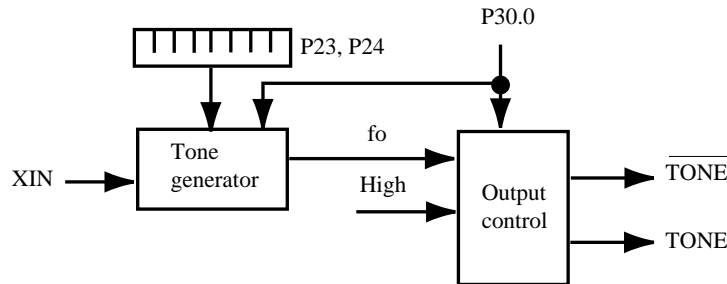 P30.0
P23, P24
fo
Tone
generator
XIN
High
Output
control
TONE
TONE